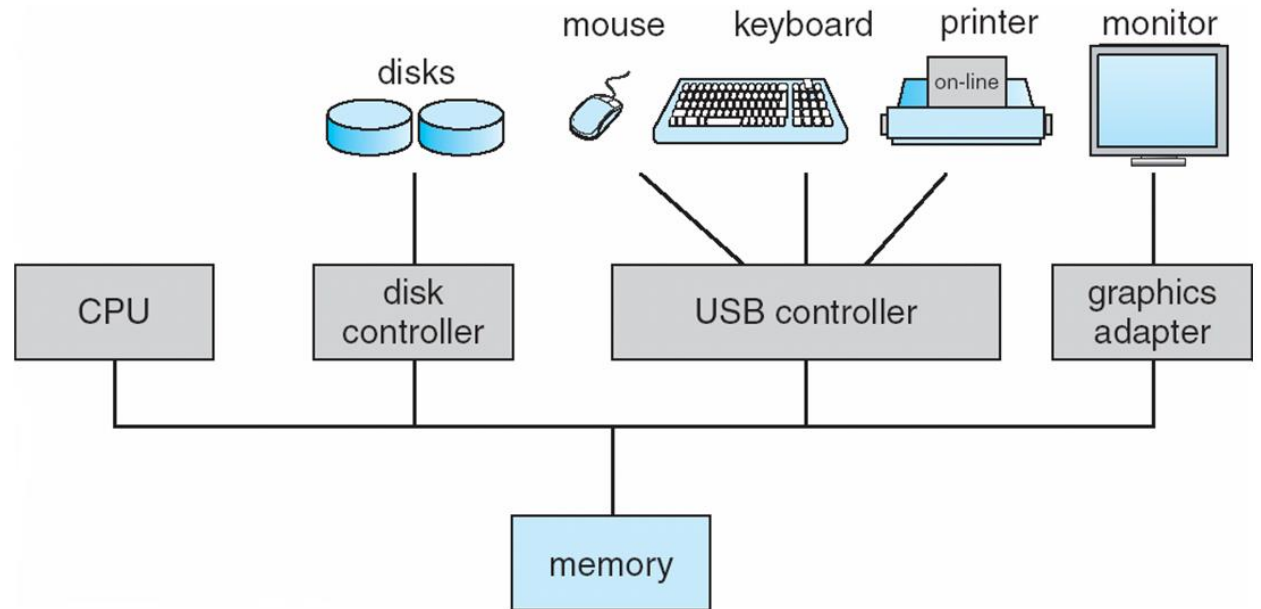 mouse
keyboard
printer
monitor
disks
on-line
CPU
disk
controller
USB controller
graphics
adapter
memory